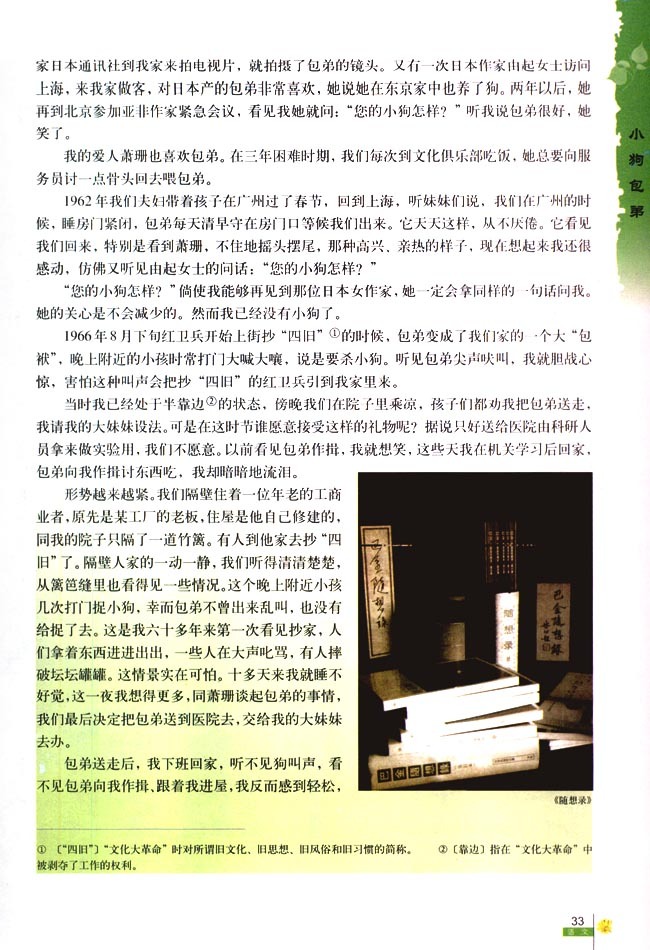 家日本通讯社到我家来拍电视片，就拍摄了包弟的镜头。又有一次日本作家由起女士访问
上海，来我家做客，对日本产的包弟非常喜欢，她说她在东京家中也养了狗。两年以后，她
再到北京参加亚非作家紧急会议，看见我她就问：“您的小狗怎样？”听我说包弟很好，她
笑了。
我的爱人萧珊也喜欢包弟。在三年困难时期，我们每次到文化俱乐部吃饭，她总要向服
务员讨一点骨头回去喂包弟。
1962年我们夫妇带着孩子在广州过了春节，回到上海，听妹妹们说，我们在广州的时
候，睡房门紧闭，包弟每天清早守在房门口等候我们出来。它天天这样，从不厌倦。它看见
我们回来，特别是看到萧珊，不住地摇头摆尾，那种高兴、亲热的样子，现在想起来我还很
感动，仿佛又听见由起女士的问话：“您的小狗怎样？”
“您的小狗怎样？”倘使我能够再见到那位日本女作家，她一定会拿同样的一句话问我。
她的关心是不会减少的。然而我已经没有小狗了。
1966年8月下旬红卫兵开始上街抄“四旧”①的时候，包弟变成了我们家的一个大“包
袱”，晚上附近的小孩时常打门大喊大嚷，说是要杀小狗。听见包弟尖声吠叫，我就胆战心
惊，害怕这种叫声会把抄“四旧”的红卫兵引到我家里来。
当时我已经处于半靠边②的状态，傍晚我们在院子里乘凉，孩子们都劝我把包弟送走，
我请我的大妹妹设法。可是在这时节谁愿意接受这样的礼物呢？据说只好送给医院由科研人
员拿来做实验用，我们不愿意。以前看见包弟作揖，我就想笑，这些天我在机关学习后回家，
包弟向我作揖讨东西吃，我却暗暗地流泪。
形势越来越紧。我们隔壁住着一位年老的工商
业者，原先是某工厂的老板，住屋是他自己修建的，
同我的院子只隔了一道竹篱。有人到他家去抄“四
旧”了。隔壁人家的一动一静，我们听得清清楚楚，
从篱笆缝里也看得见一些情况。这个晚上附近小孩
几次打门捉小狗，幸而包弟不曾出来乱叫，也没有
给捉了去。这是我六十多年来第一次看见抄家，人
们拿着东西进进出出，一些人在大声叱骂，有人摔
破坛坛罐罐。这情景实在可怕。十多天来我就睡不
好觉，这一夜我想得更多，同萧珊谈起包弟的事情，
我们最后决定把包弟送到医院去，交给我的大妹妹
去办。
包弟送走后，我下班回家，听不见狗叫声，看
不见包弟向我作揖、跟着我进屋，我反而感到轻松，
巴金随想录
随想录
巴金随想录
巴金随想录
《随想录》
① 〔“四旧”〕“文化大革命”时对所谓旧文化、旧思想、旧风俗和旧习惯的简称。 ②〔靠边〕指在“文化大革命”中
被剥夺了工作的权利。
小狗包弟
33
语文